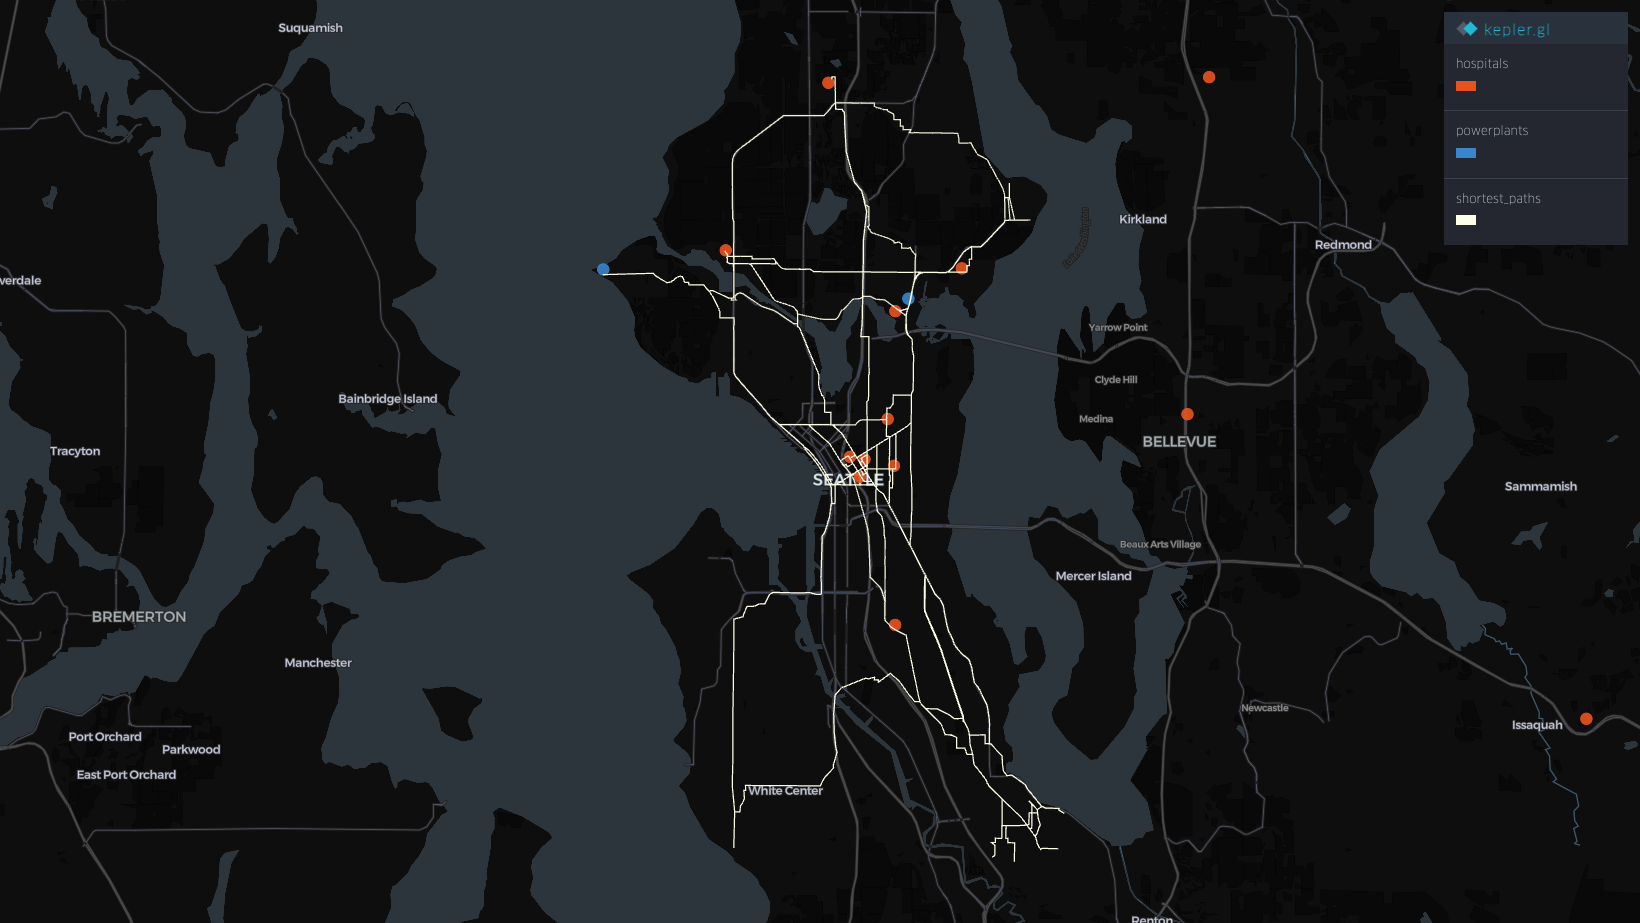 Suquamish
kepler.gl
hospitals
powerplants
shortest_paths
Kirkland
Redmond
verdale
Yarrow Point
Clyde Hill
Bainbridge Island
Medina
BELLEVUE
Tracyton
SEATTLE
Sammamish
Beaux Arts Village
Mercer Island
BREMERTON
Manchester
Newcastle
Issaquah
Port Orchard
Parkwood
East Port Orchard
White Center
Renton